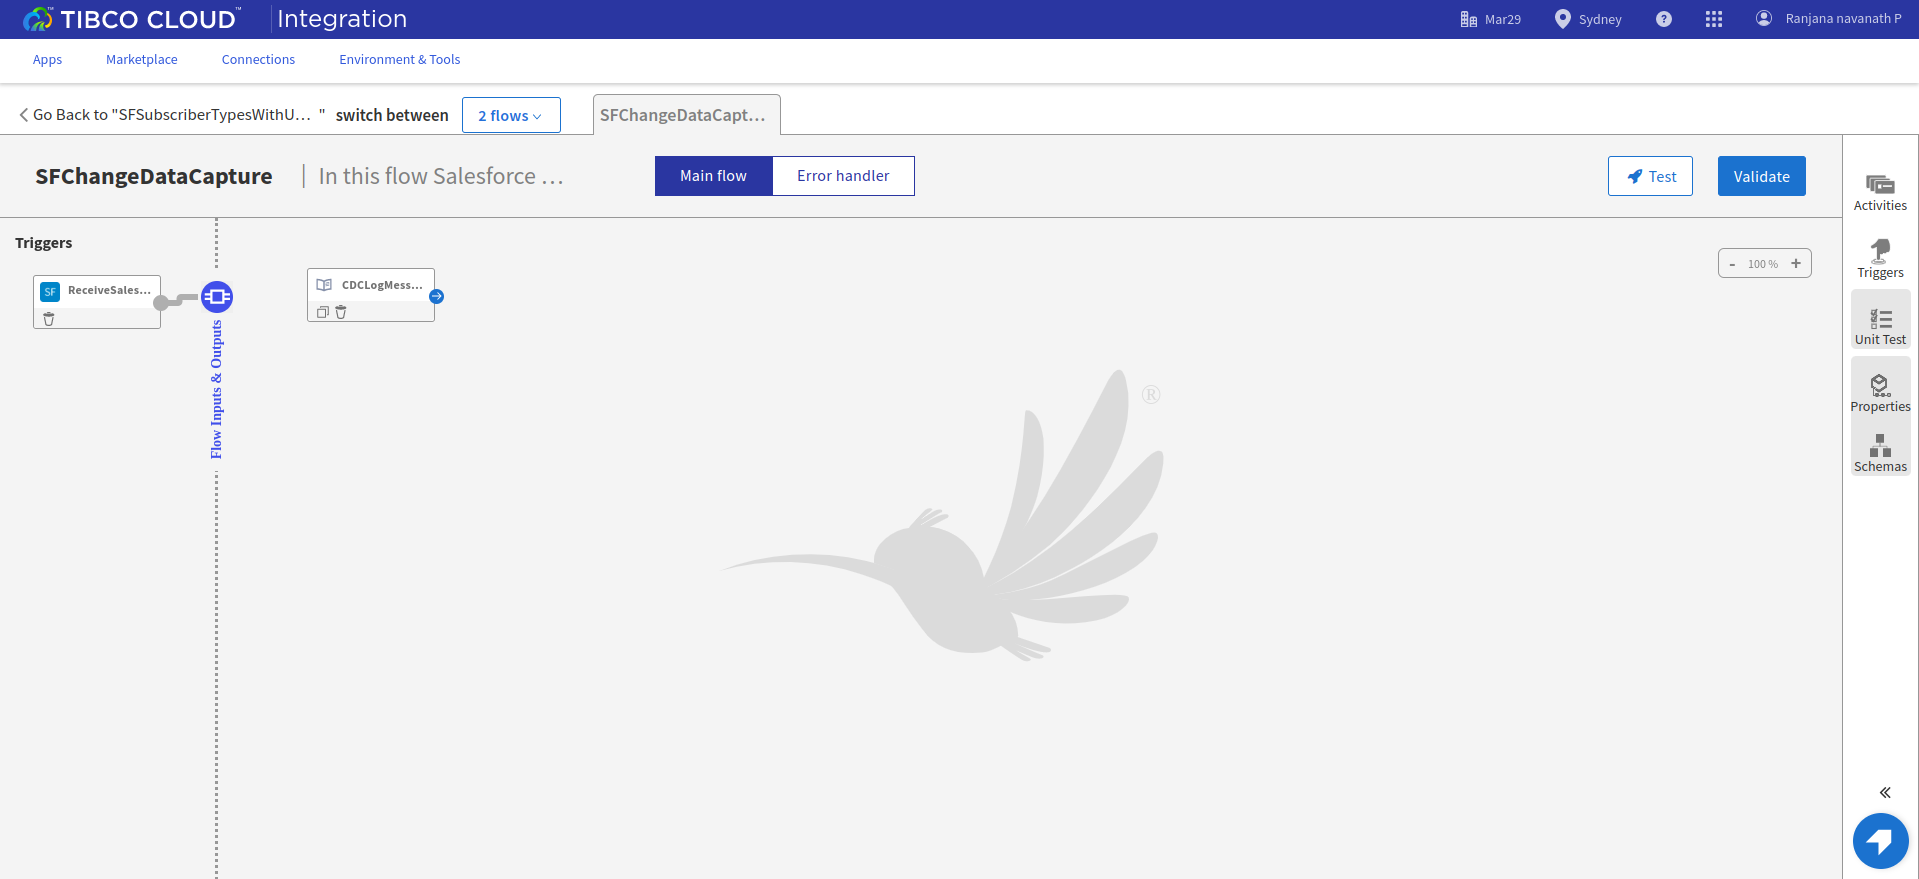 TIBCO CLOUD™ Integration
Mar29 Sydney ? Ranjana navanath P
Apps Marketplace Connections Environment & Tools
Go Back to "SFSubscriberTypesWithU... " switch between 2 flows SFChangeDataCapt...
SFChangeDataCapture | In this flow Salesforce ... Main flow Error handler Test Validate
Triggers
SF ReceiveSales...
CDCLogMess...
Flow Inputs & Outputs
- 100 % +
®
Activities
Triggers
Unit Test
Properties
Schemas